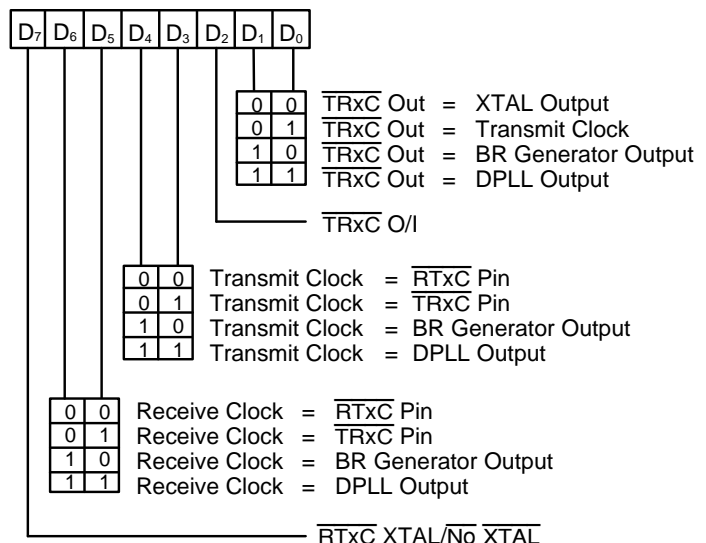 D7 D6 D5 D4 D3 D2 D1 D0
0 0 TRxC Out = XTAL Output
0 1 TRxC Out = Transmit Clock
1 0 TRxC Out = BR Generator Output
1 1 TRxC Out = DPLL Output
TRxC O/I
0 0 Transmit Clock = RTxC Pin
0 1 Transmit Clock = TRxC Pin
1 0 Transmit Clock = BR Generator Output
1 1 Transmit Clock = DPLL Output
0 0 Receive Clock = RTxC Pin
0 1 Receive Clock = TRxC Pin
1 0 Receive Clock = BR Generator Output
1 1 Receive Clock = DPLL Output
RTxC XTAL/No XTAL